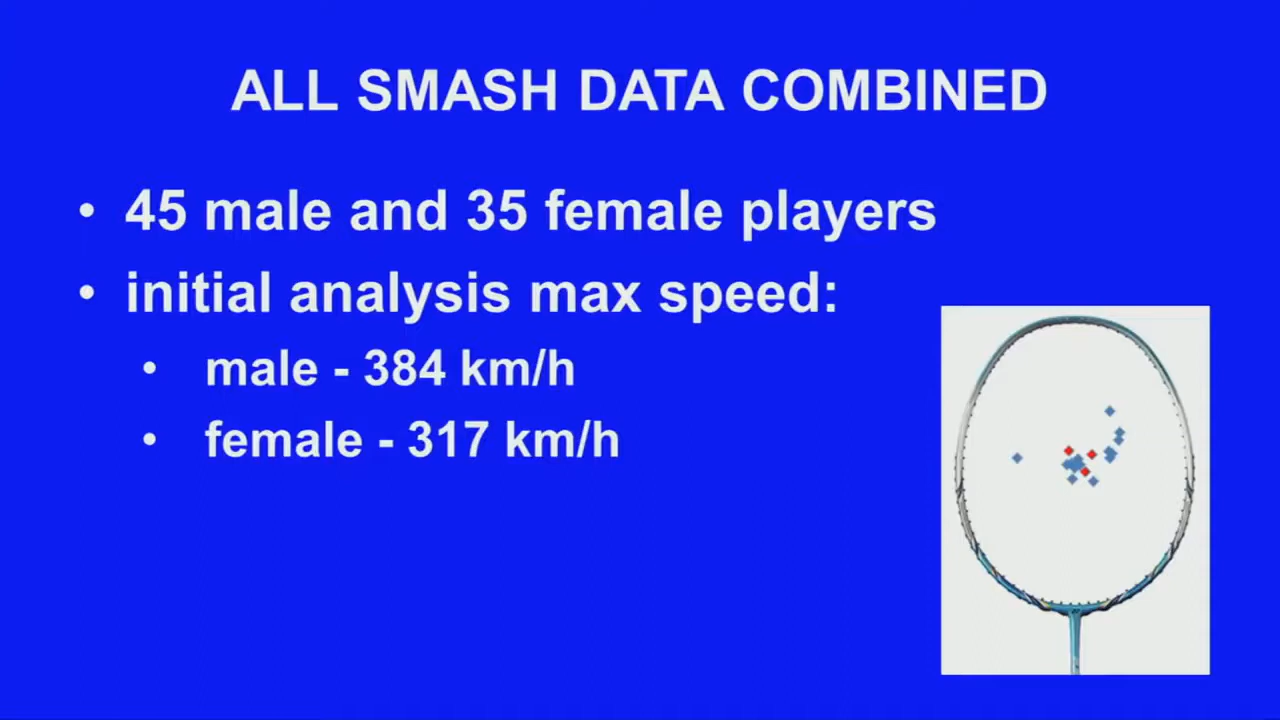 ALL SMASH DATA COMBINED
• 45 male and 35 female players
• initial analysis max speed:
• male - 384 km/h
• female - 317 km/h